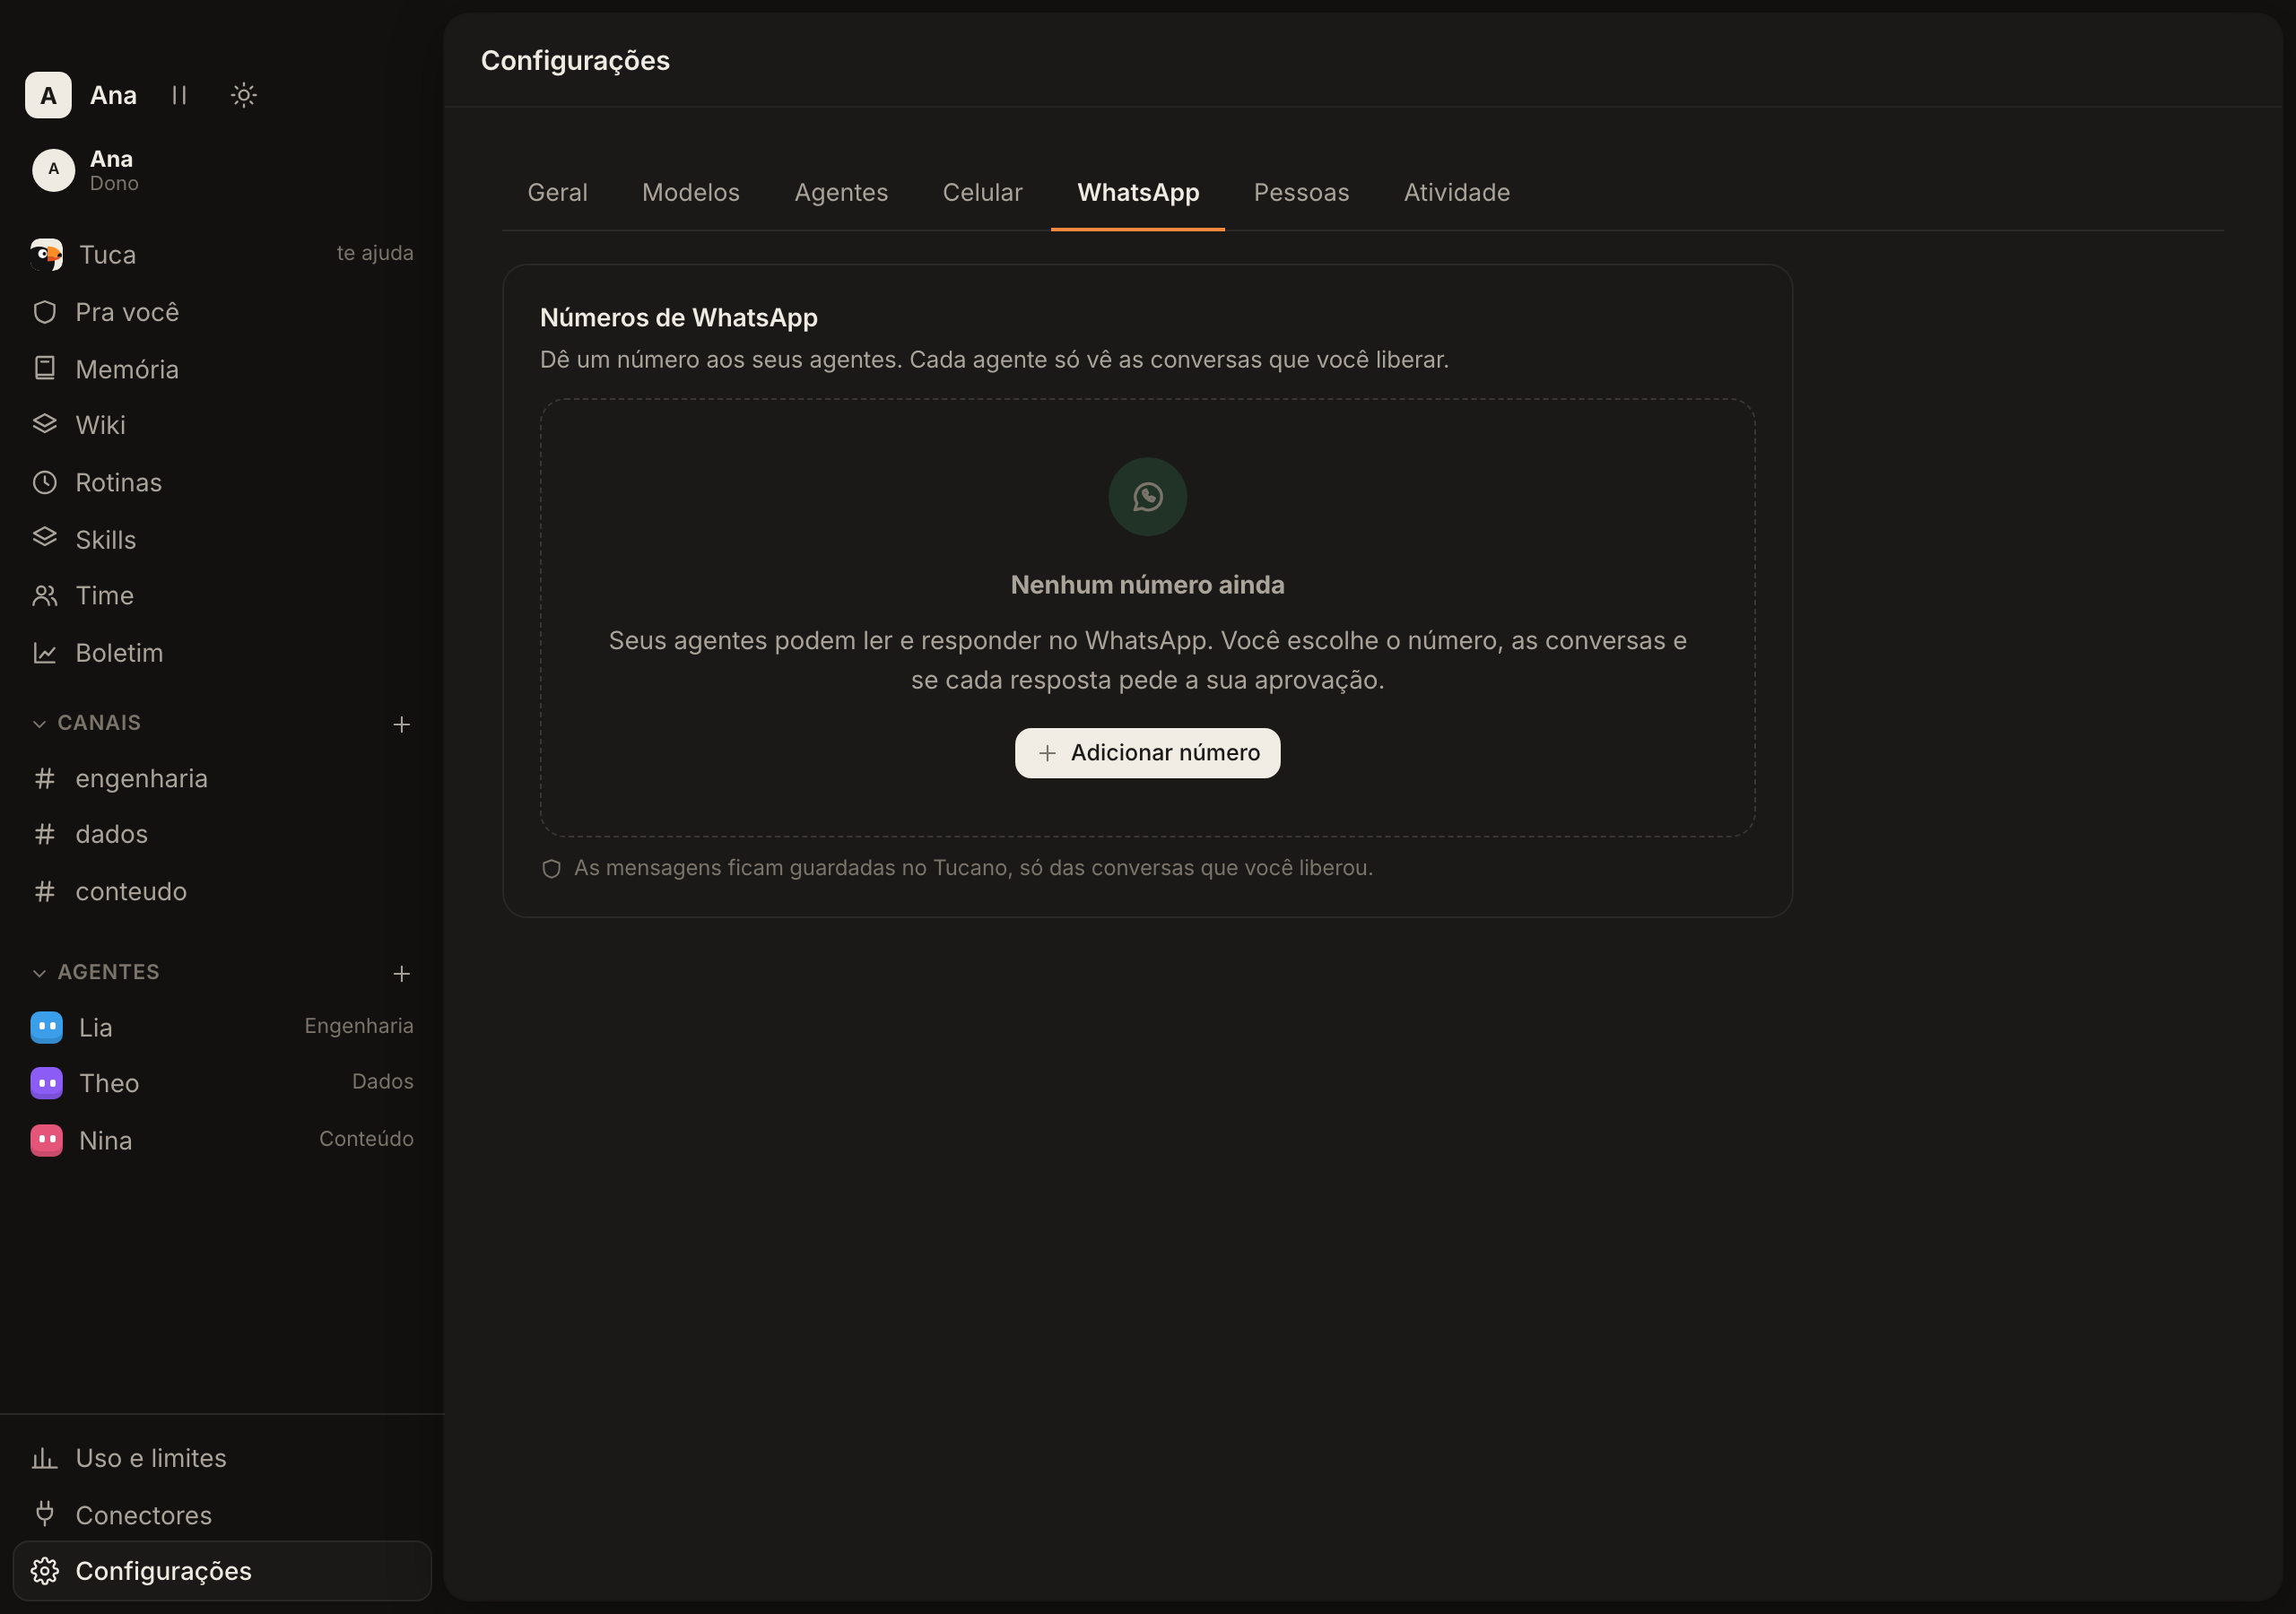 A
Ana
A
Ana
Dono
Tuca
te ajuda
Pra você
Memória
Wiki
Rotinas
Skills
Time
Boletim
CANAIS
# engenharia
# dados
# conteudo
AGENTES
Lia
Engenharia
Theo
Dados
Nina
Conteúdo
Uso e limites
Conectores
Configurações
Configurações
Geral
Modelos
Agentes
Celular
WhatsApp
Pessoas
Atividade
Números de WhatsApp
Dê um número aos seus agentes. Cada agente só vê as conversas que você liberar.
Nenhum número ainda
Seus agentes podem ler e responder no WhatsApp. Você escolhe o número, as conversas e
se cada resposta pede a sua aprovação.
+ Adicionar número
As mensagens ficam guardadas no Tucano, só das conversas que você liberou.